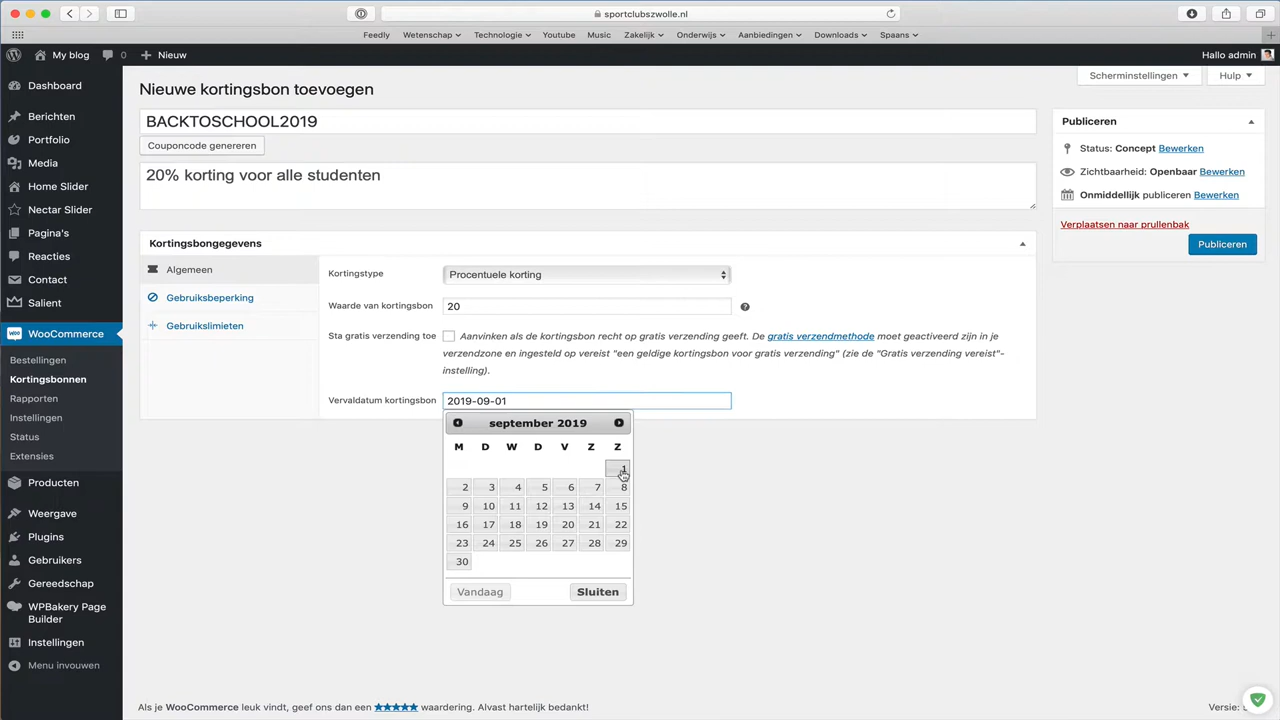 sportclubszwolle.nl
Feedly Wetenschap Technologie Youtube Music Zakelijk Onderwijs Aanbiedingen Downloads Spaans
My blog 0 Nieuw Hallo admin
Scherminstellingen Hulp
Dashboard
Berichten
Portfolio
Media
Home Slider
Nectar Slider
Pagina's
Reacties
Contact
Salient
WooCommerce
Bestellingen
Kortingsbonnen
Rapporten
Instellingen
Status
Extensies
Producten
Weergave
Plugins
Gebruikers
Gereedschap
WPBakery Page
Builder
Instellingen
Menu invouwen
Nieuwe kortingsbon toevoegen
BACKTOSCHOOL2019
Couponcode genereren
20% korting voor alle studenten
Kortingsbongegevens
Algemeen
Gebruiksbeperking
Gebruikslimieten
Kortingstype Procentuele korting
Waarde van kortingsbon 20
Sta gratis verzending toe Aanvinken als de kortingsbon recht op gratis verzending geeft. De gratis verzendmethode moet geactiveerd zijn in je
verzendzone en ingesteld op vereist "een geldige kortingsbon voor gratis verzending" (zie de "Gratis verzending vereist"-
instelling).
Vervaldatum kortingsbon 2019-09-01
september 2019
M D W D V Z Z
1
2 3 4 5 6 7 8
9 10 11 12 13 14 15
16 17 18 19 20 21 22
23 24 25 26 27 28 29
30
Vandaag Sluiten
Publiceren
Status: Concept Bewerken
Zichtbaarheid: Openbaar Bewerken
Onmiddellijk publiceren Bewerken
Verplaatsen naar prullenbak
Publiceren
Als je WooCommerce leuk vindt, geef ons dan een ★★★★★ waardering. Alvast hartelijk bedankt!
Versie: